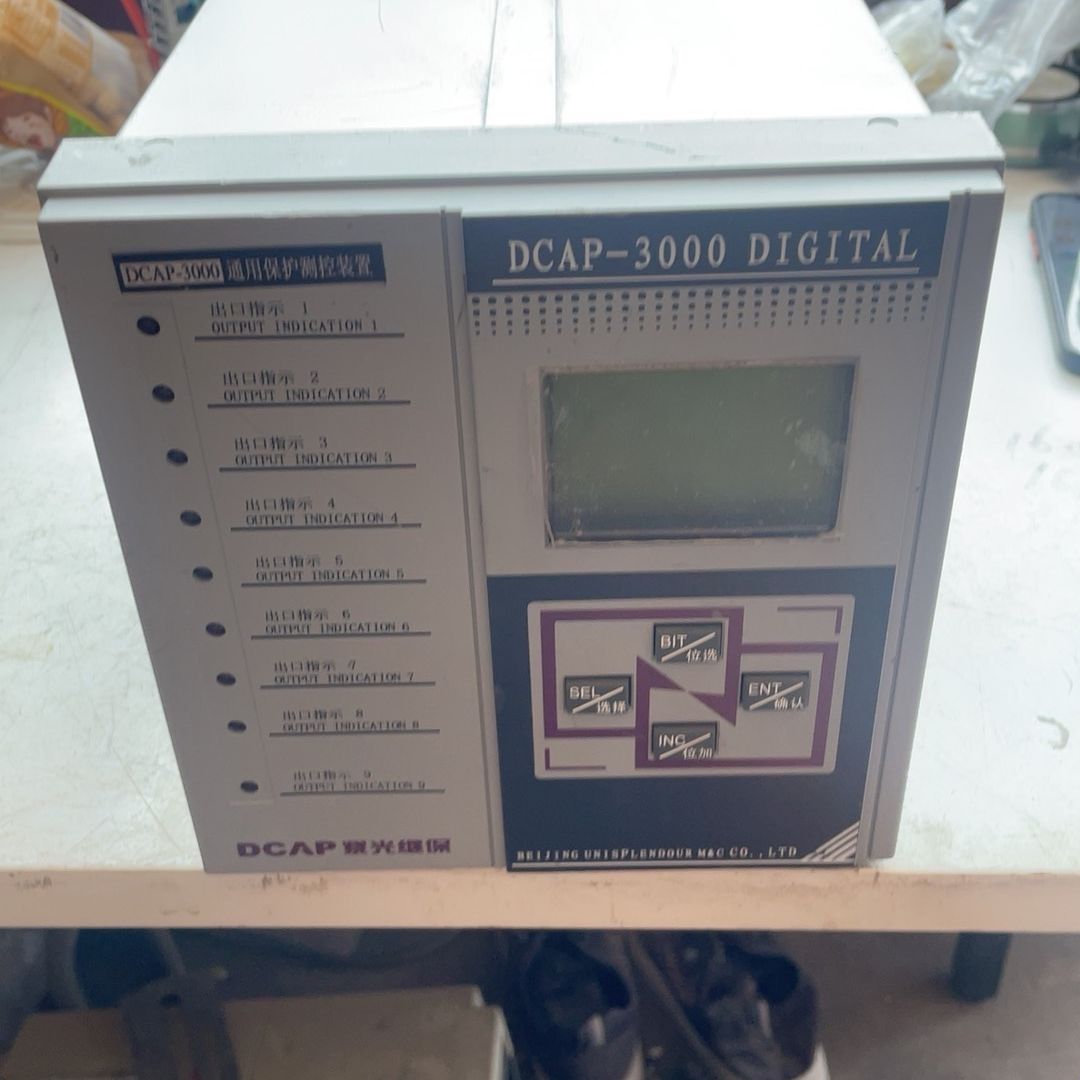 DCAP-3000 通用保护测控装置
出口指示 1
OUTPUT INDICATION 1
出口指示 2
OUTPUT INDICATION 2
出口指示 3
OUTPUT INDICATION 3
出口指示 4
OUTPUT INDICATION 4
出口指示 5
OUTPUT INDICATION 5
出口指示 6
OUTPUT INDICATION 6
出口指示 7
OUTPUT INDICATION 7
出口指示 8
OUTPUT INDICATION 8
出口指示 9
OUTPUT INDICATION 9
DCAP 紫光继保
DCAP-3000 DIGITAL
BIT/位选
SEL/选择
ENT/确认
INC/位加
BEIJING UNISPLENDOUR M&C CO.,LTD